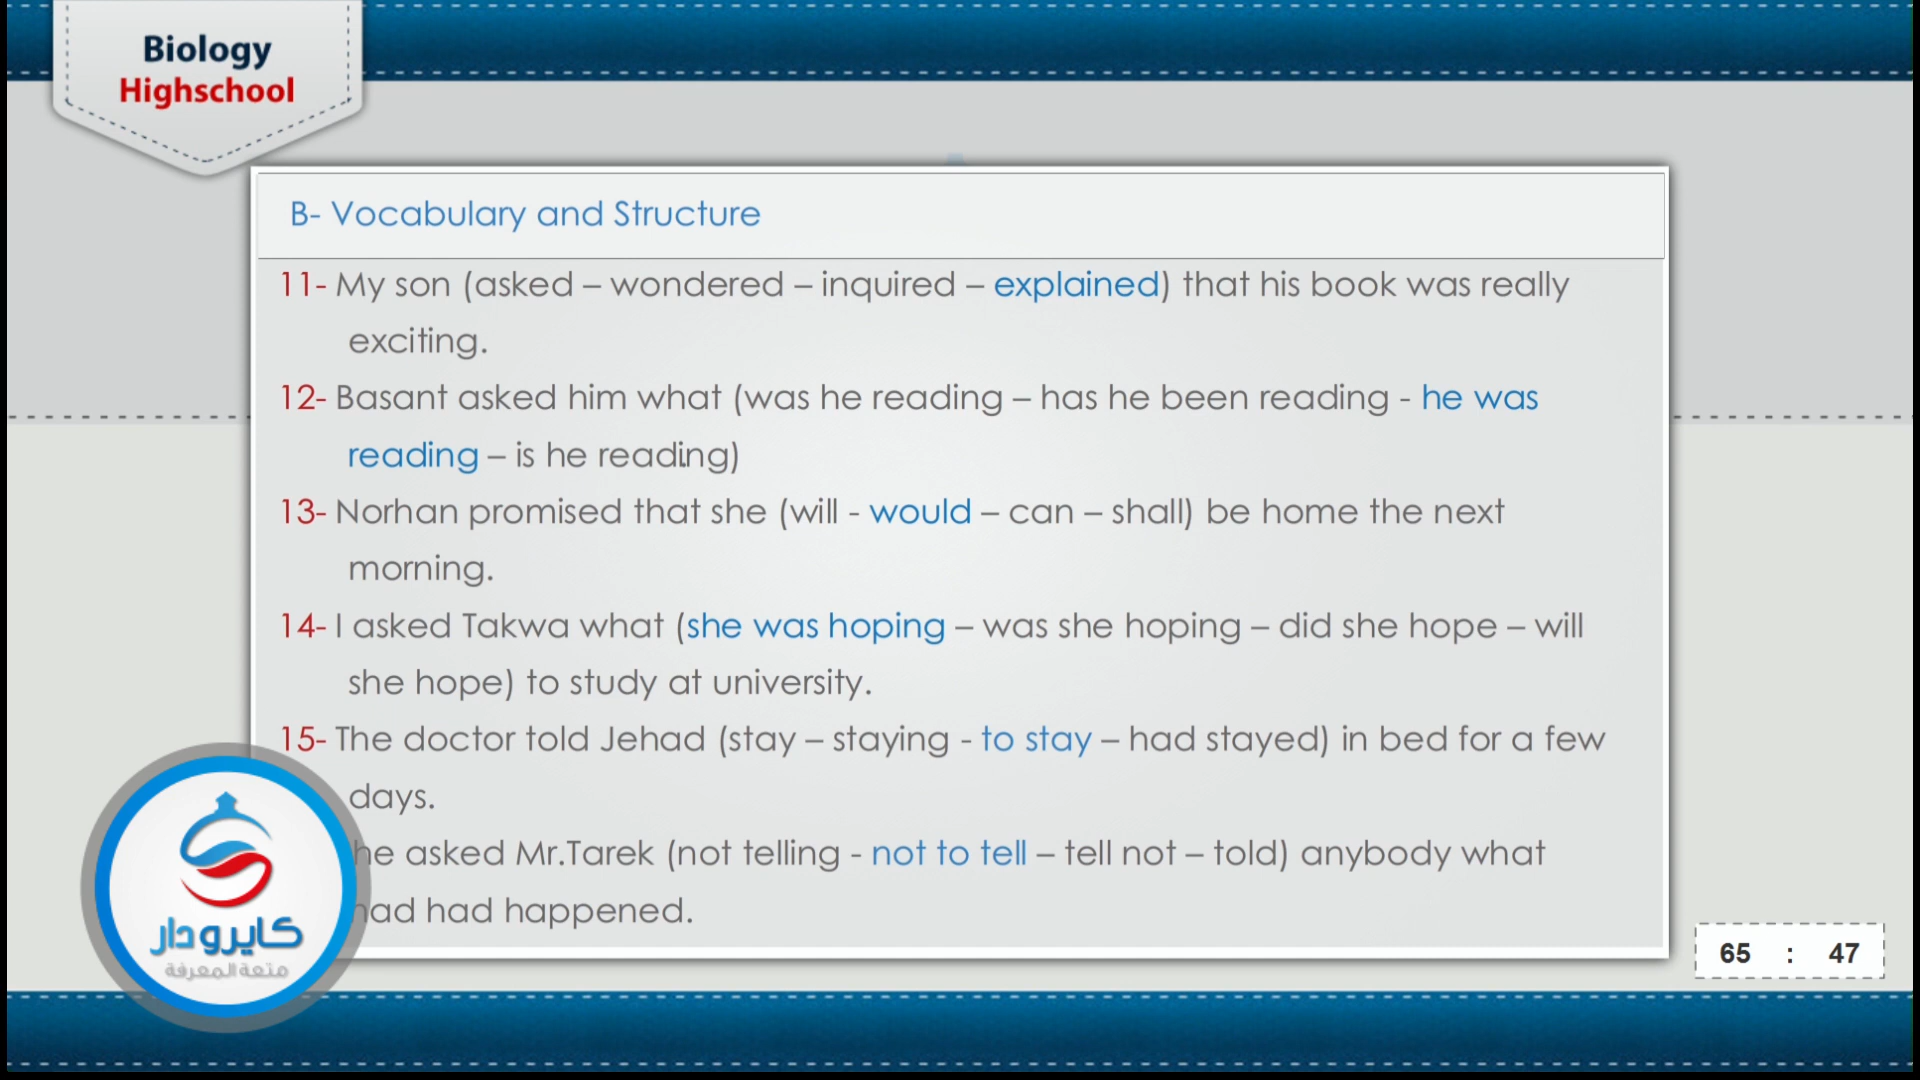 Biology
Highschool
B- Vocabulary and Structure
11- My son (asked – wondered – inquired – explained) that his book was really
exciting.
12- Basant asked him what (was he reading – has he been reading - he was
reading – is he reading)
13- Norhan promised that she (will - would – can – shall) be home the next
morning.
14- I asked Takwa what (she was hoping – was she hoping – did she hope – will
she hope) to study at university.
15- The doctor told Jehad (stay – staying - to stay – had stayed) in bed for a few
days.
asked Mr.Tarek (not telling - not to tell – tell not – told) anybody what
had happened.
كايرودار
متعة المعرفة
65 : 47